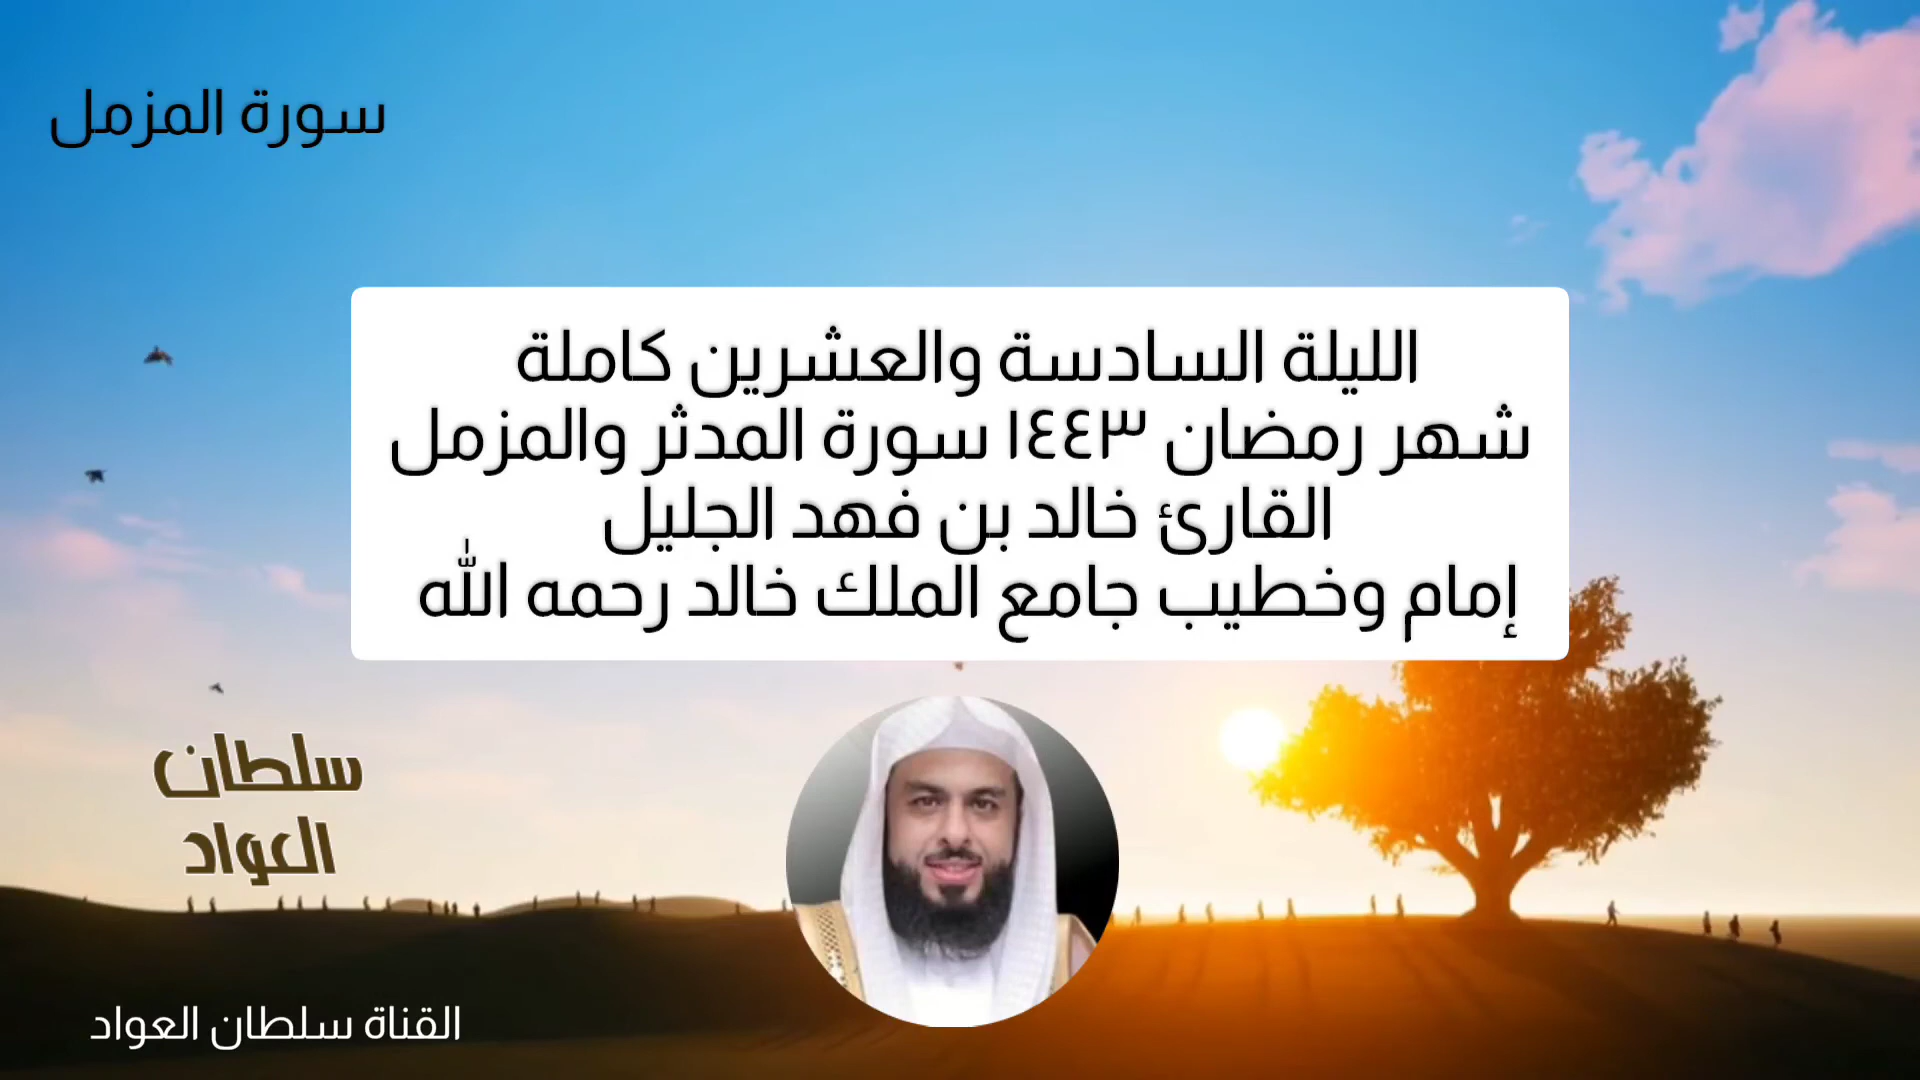 سورة المزمل
الليلة السادسة والعشرين كاملة
شهر رمضان ١٤٤٣ سورة المدثر والمزمل
القارئ خالد بن فهد الجليل
إمام وخطيب جامع الملك خالد رحمه الله
سلطان
العواد
القناة سلطان العواد